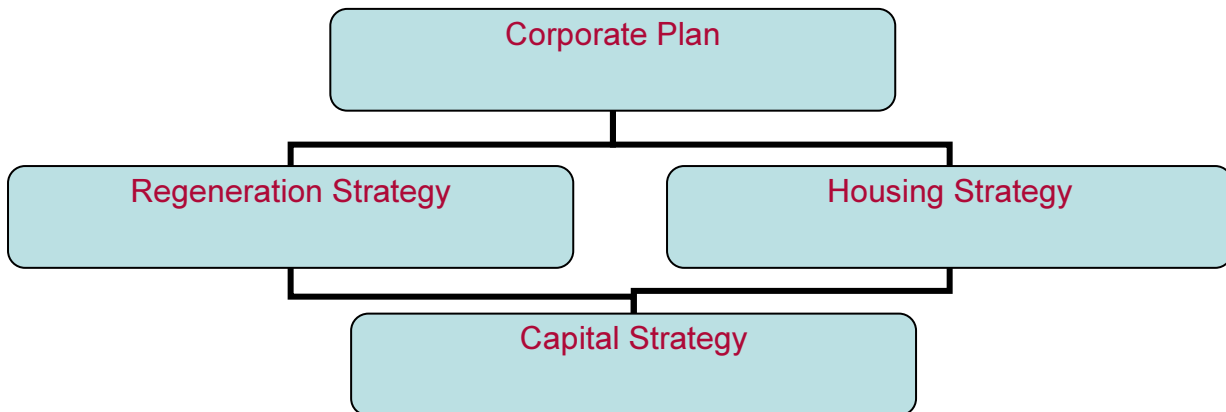 Corporate Plan
Regeneration Strategy
Housing Strategy
Capital Strategy